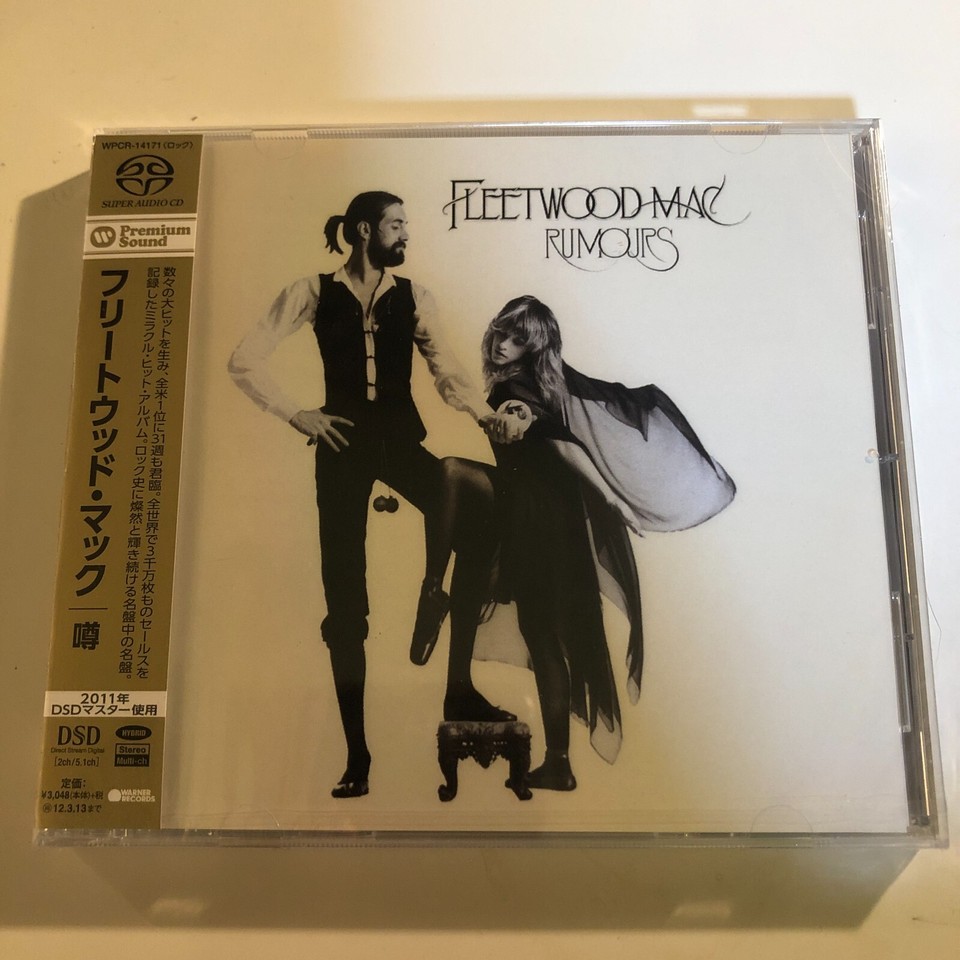 WPCR-14171〈ロック〉
SUPER AUDIO CD
Premium
Sound
フリートウッド・マック｜噂
数々の大ヒットを生み、全米1位に31週も君臨。全世界で3千万枚ものセールスを
記録したミラクル・ヒット・アルバム。ロック史に燦然と輝き続ける名盤中の名盤。
2011年
DSDマスター使用
DSD
Direct Stream Digital
[2ch/5.1ch]
HYBRID
Stereo
Multi-ch
定価:
¥3,048(本体)+税
12.3.13まで
WARNER
RECORDS
FLEETWOOD MAC
RUMOURS